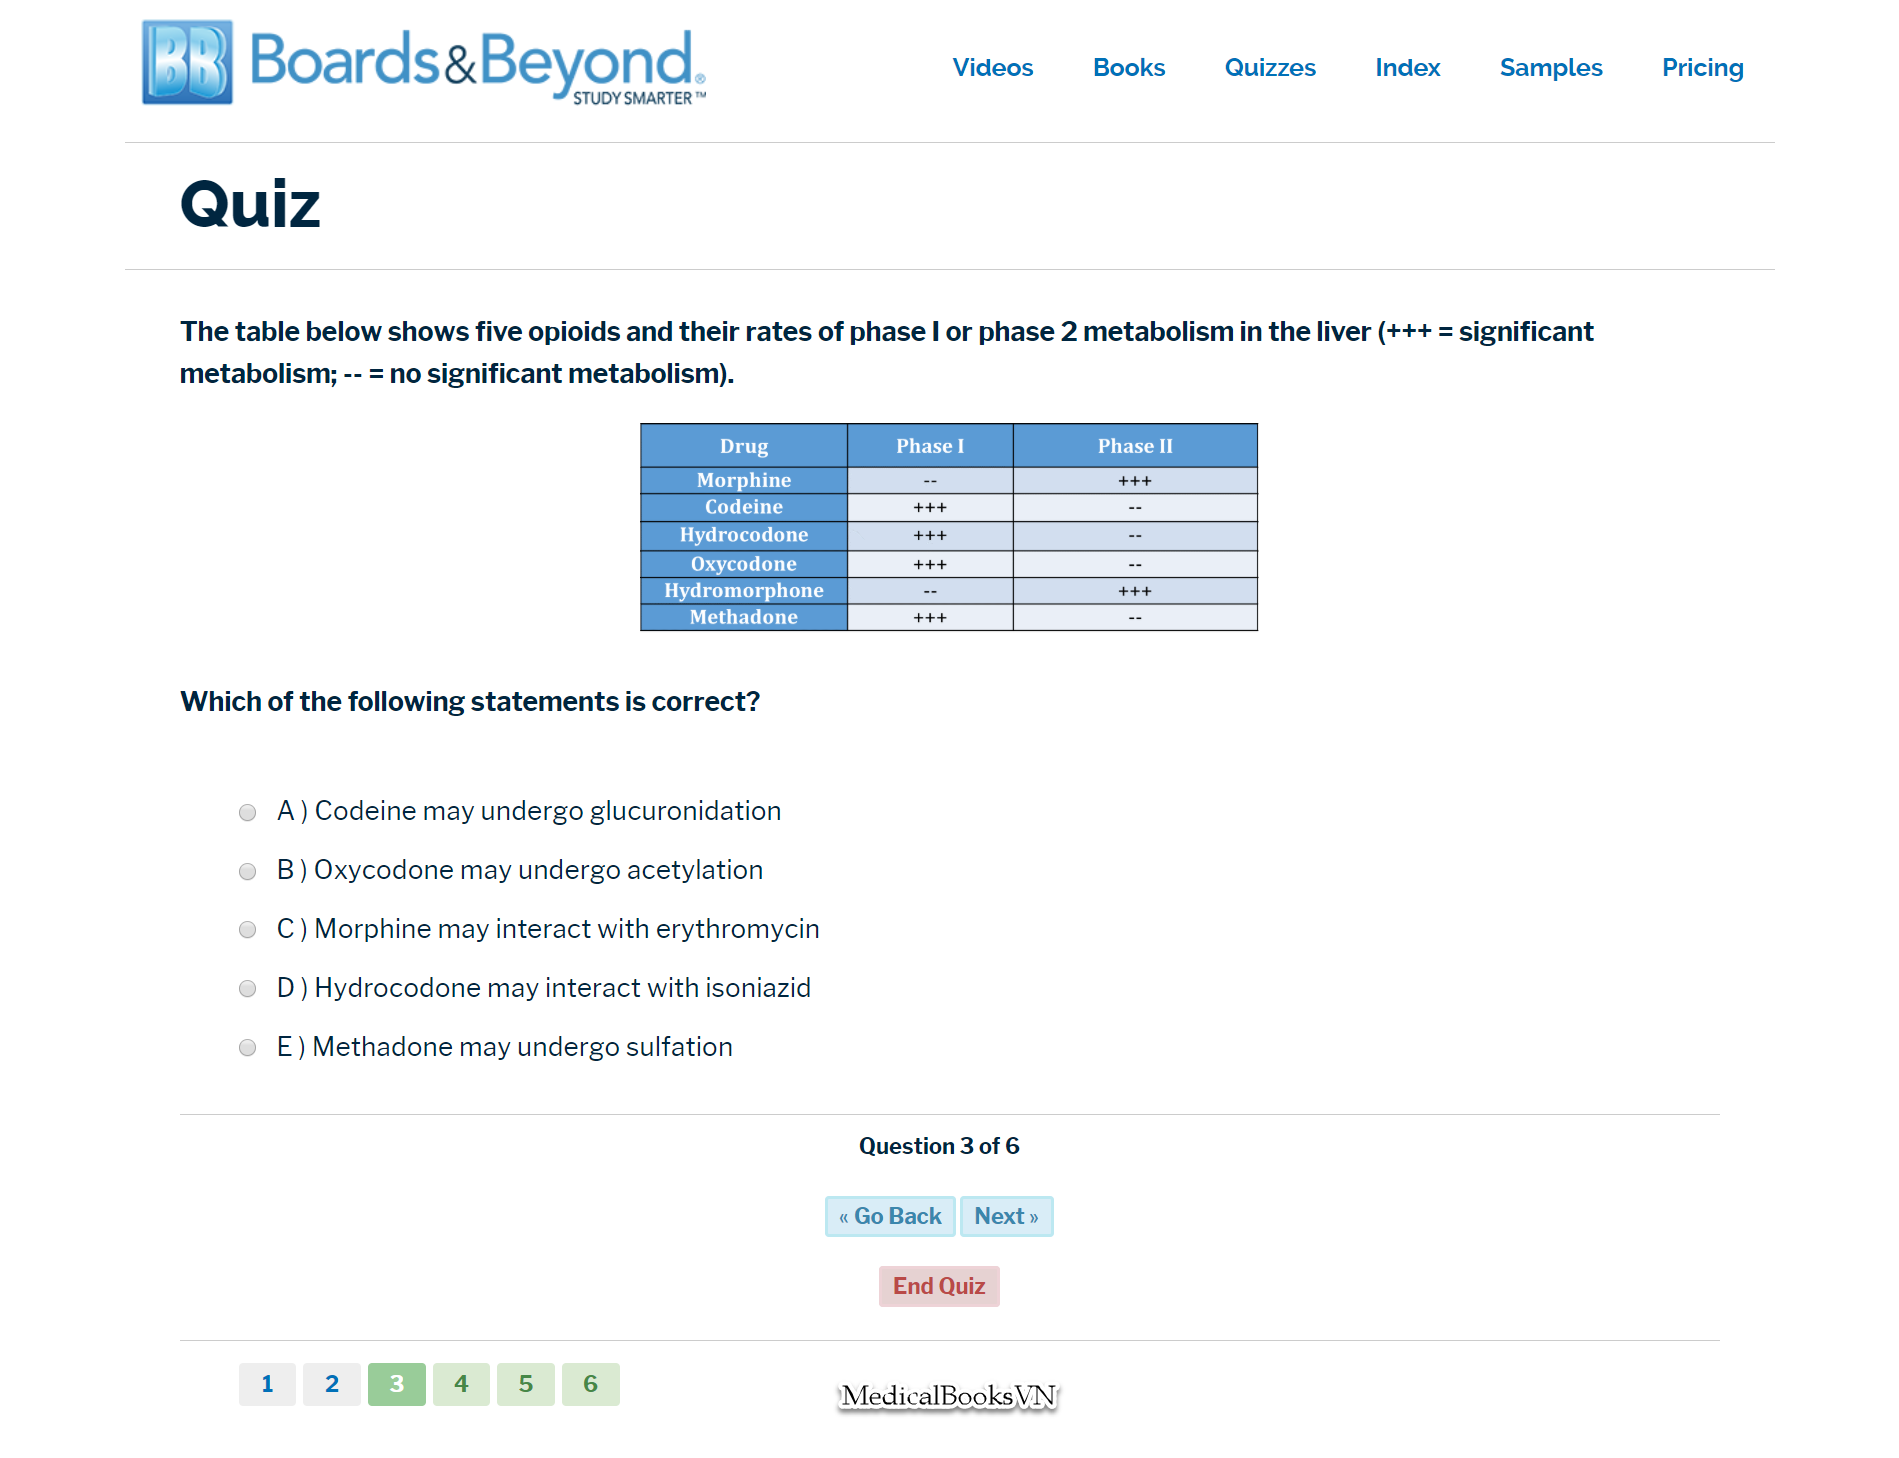 BB Boards&Beyond® STUDY SMARTER™
Videos Books Quizzes Index Samples Pricing
Quiz
The table below shows five opioids and their rates of phase I or phase 2 metabolism in the liver (+++ = significant
metabolism; -- = no significant metabolism).
Drug Phase I Phase II
Morphine -- +++
Codeine +++ --
Hydrocodone +++ --
Oxycodone +++ --
Hydromorphone -- +++
Methadone +++ --
Which of the following statements is correct?
A ) Codeine may undergo glucuronidation
B ) Oxycodone may undergo acetylation
C ) Morphine may interact with erythromycin
D ) Hydrocodone may interact with isoniazid
E ) Methadone may undergo sulfation
Question 3 of 6
« Go Back Next »
End Quiz
1 2 3 4 5 6
MedicalBooksVN